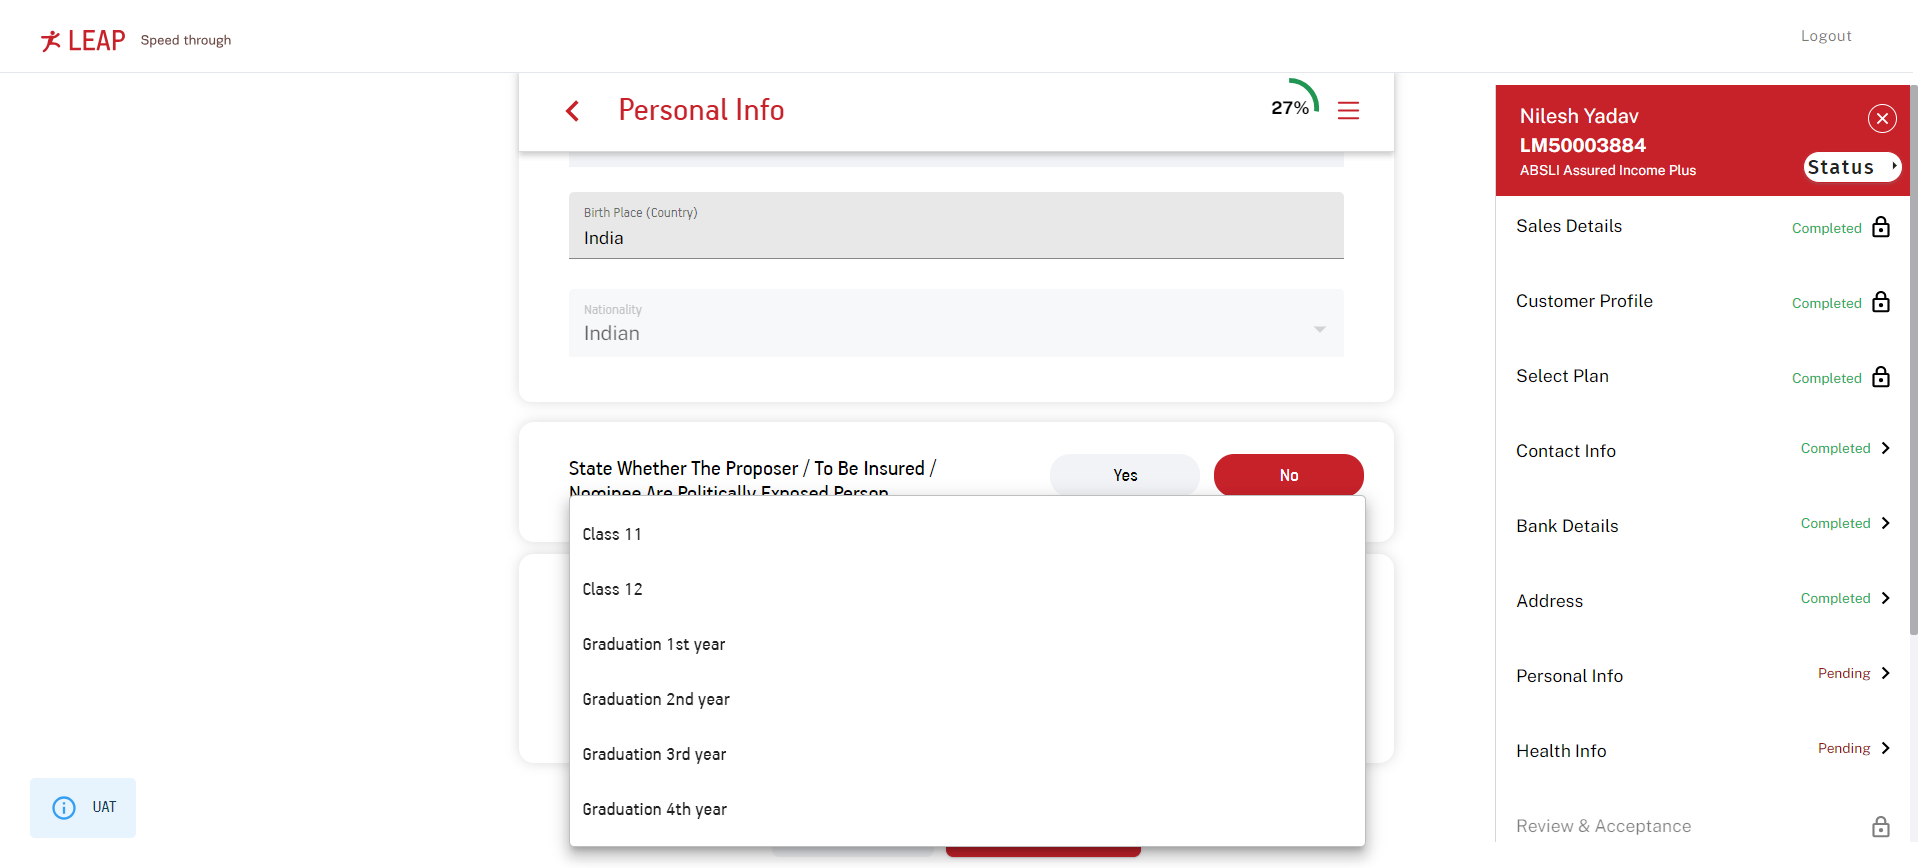 LEAP Speed through
Logout
Personal Info
27%
Birth Place (Country)
India
Nationality
Indian
State Whether The Proposer / To Be Insured /
Nominee Are Politically Exposed Person
Yes
No
Class 11
Class 12
Graduation 1st year
Graduation 2nd year
Graduation 3rd year
Graduation 4th year
UAT
Nilesh Yadav
LM50003884
ABSLI Assured Income Plus
Status
Sales Details Completed
Customer Profile Completed
Select Plan Completed
Contact Info Completed
Bank Details Completed
Address Completed
Personal Info Pending
Health Info Pending
Review & Acceptance